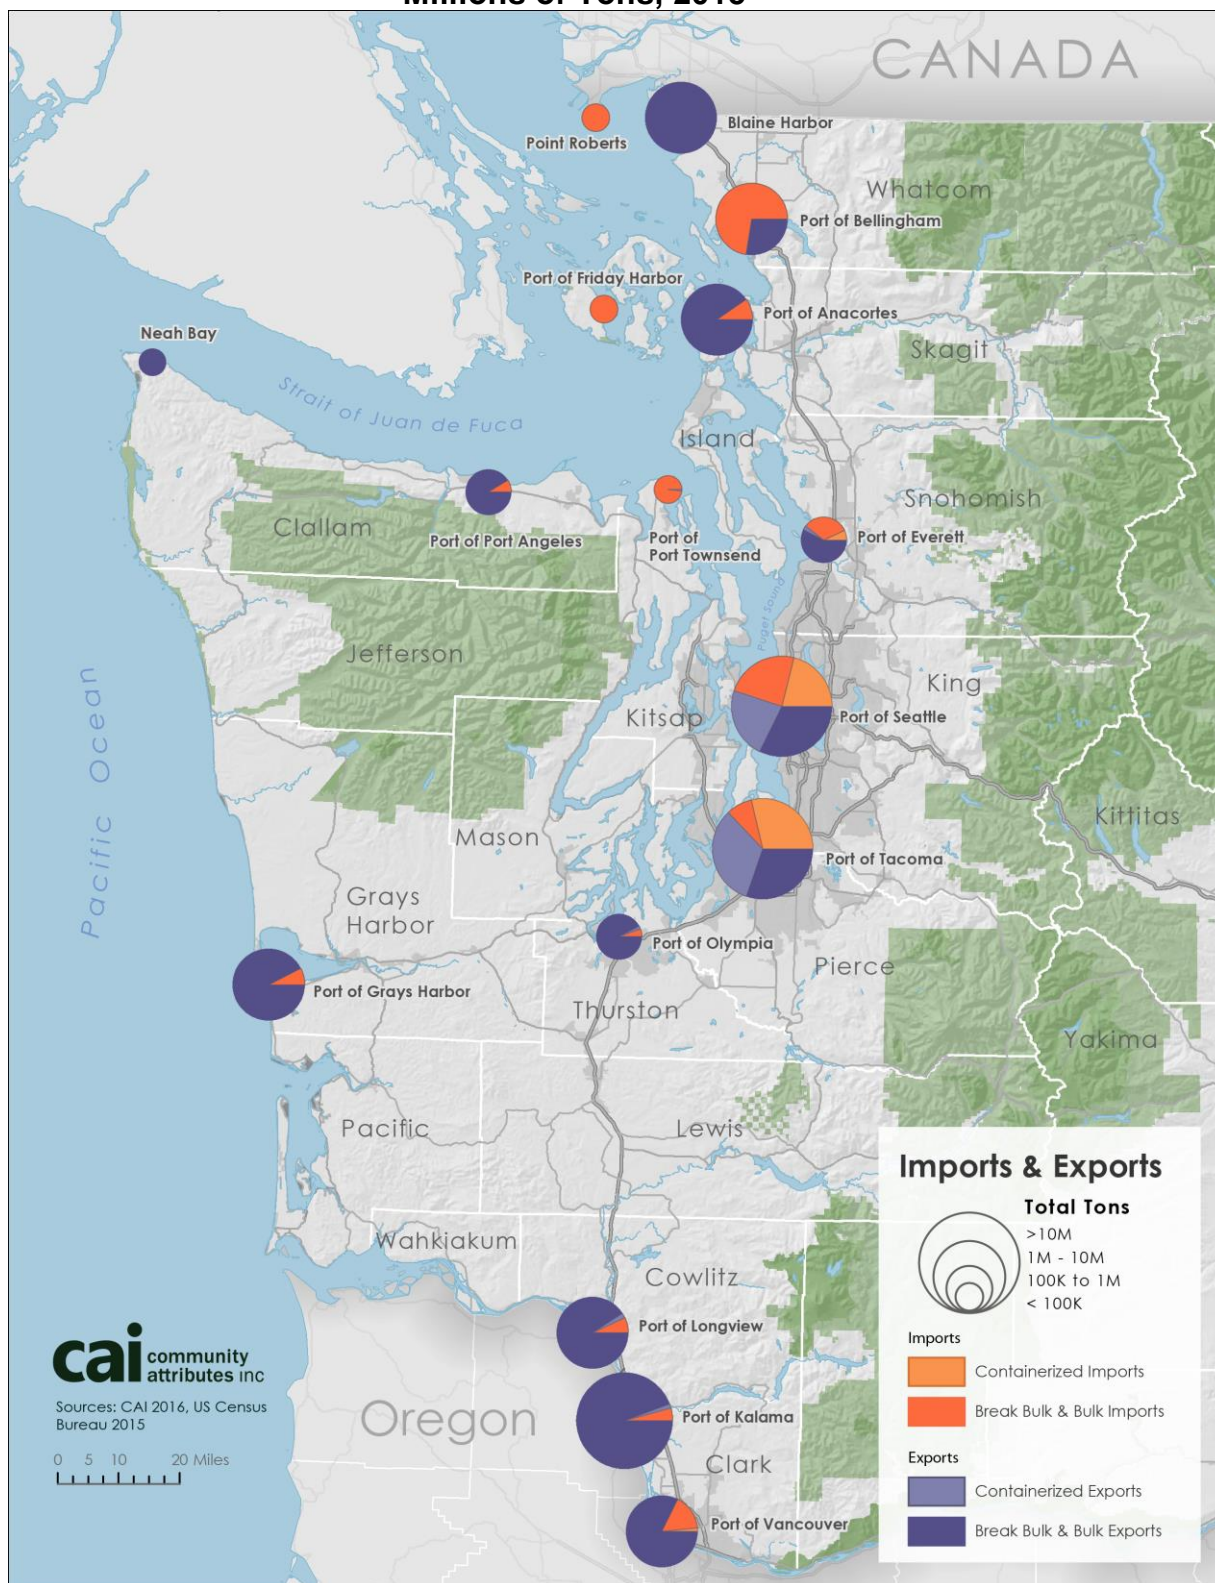 CANADA
Point Roberts
Blaine Harbor
Whatcom
Port of Bellingham
Port of Friday Harbor
Port of Anacortes
Neah Bay
Skagit
Strait of Juan de Fuca
Island
Snohomish
Clallam
Port of Port Angeles
Port of
Port Townsend
Port of Everett
Puget Sound
Jefferson
King
Kitsap
Port of Seattle
Pacific Ocean
Kittitas
Mason
Port of Tacoma
Grays
Harbor
Port of Olympia
Pierce
Port of Grays Harbor
Thurston
Yakima
Pacific
Lewis
Wahkiakum
Cowlitz
Port of Longview
Oregon
Port of Kalama
Clark
Port of Vancouver
Imports & Exports
Total Tons
>10M
1M - 10M
100K to 1M
< 100K
Imports
Containerized Imports
Break Bulk & Bulk Imports
Exports
Containerized Exports
Break Bulk & Bulk Exports
cai community
attributes inc
Sources: CAI 2016, US Census
Bureau 2015
0 5 10 20 Miles